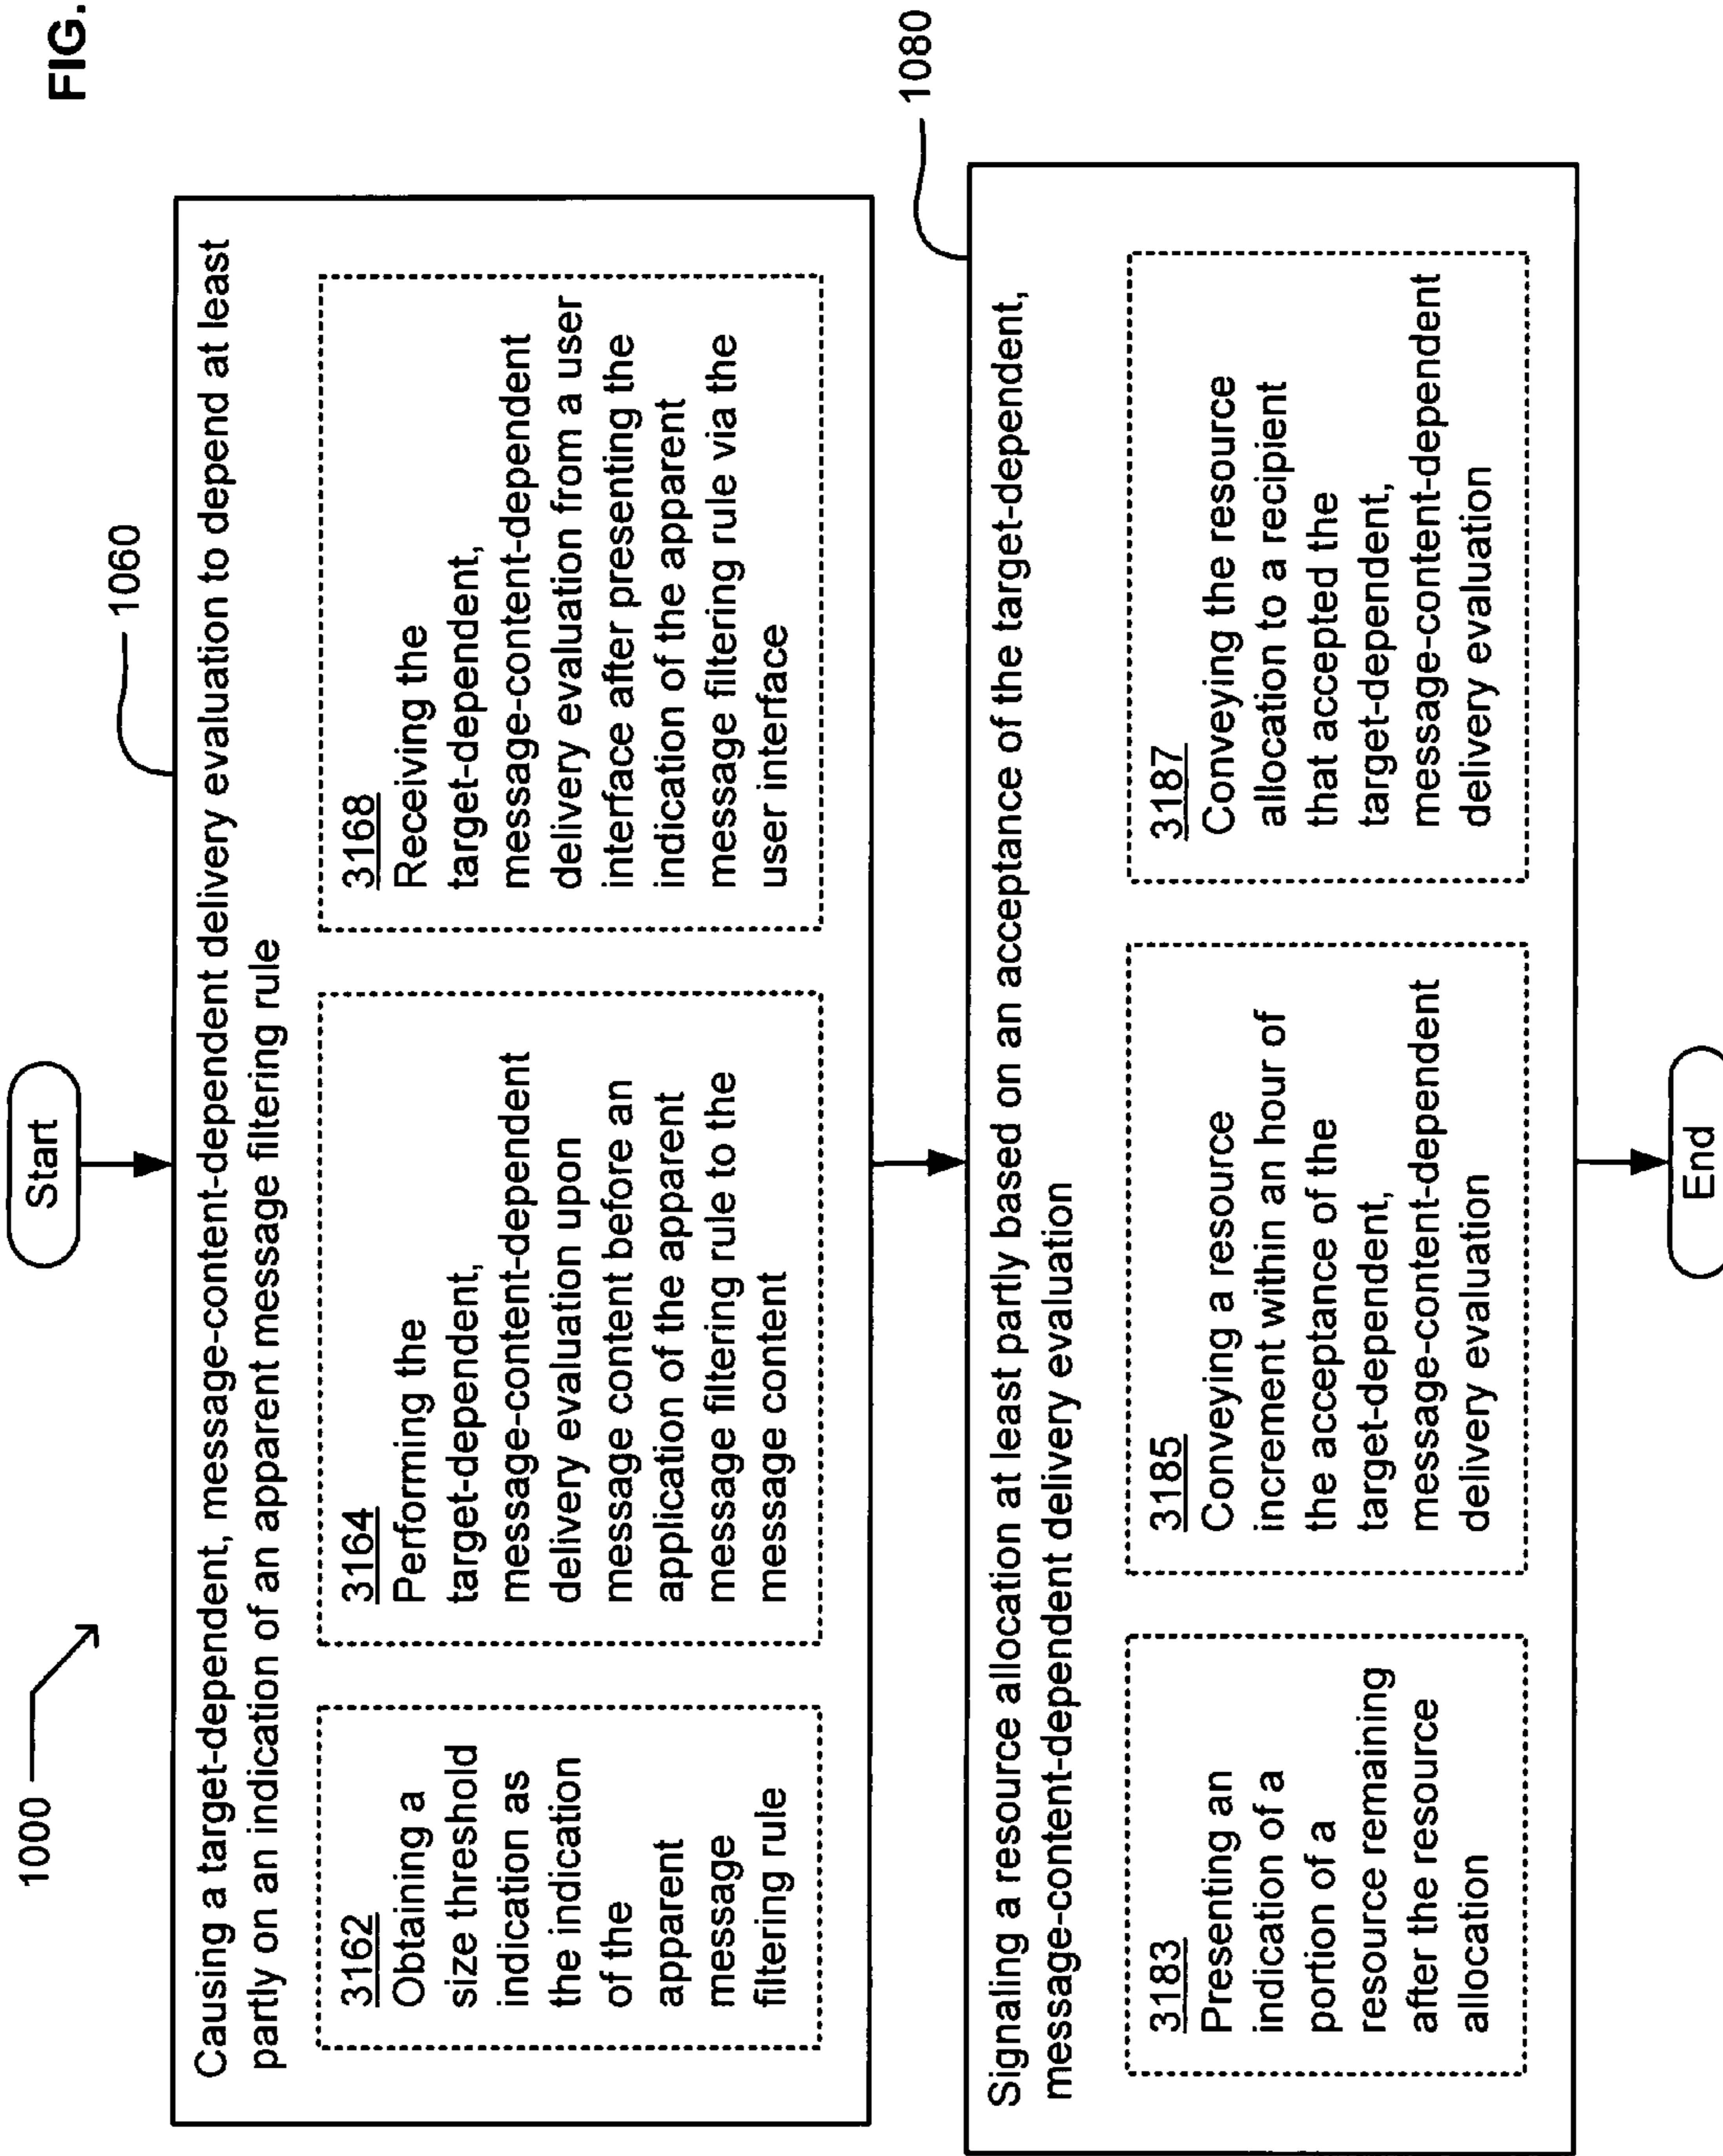 FIG.
1000
Start
1060
Causing a target-dependent, message-content-dependent delivery evaluation to depend at least
partly on an indication of an apparent message filtering rule
3162
Obtaining a
size threshold
indication as
the indication
of the
apparent
message
filtering rule
3164
Performing the
target-dependent,
message-content-dependent
delivery evaluation upon
message content before an
application of the apparent
message filtering rule to the
message content
3168
Receiving the
target-dependent,
message-content-dependent
delivery evaluation from a user
interface after presenting the
indication of the apparent
message filtering rule via the
user interface
1080
Signaling a resource allocation at least partly based on an acceptance of the target-dependent,
message-content-dependent delivery evaluation
3183
Presenting an
indication of a
portion of a
resource remaining
after the resource
allocation
3185
Conveying a resource
increment within an hour of
the acceptance of the
target-dependent,
message-content-dependent
delivery evaluation
3187
Conveying the resource
allocation to a recipient
that accepted the
target-dependent,
message-content-dependent
delivery evaluation
End